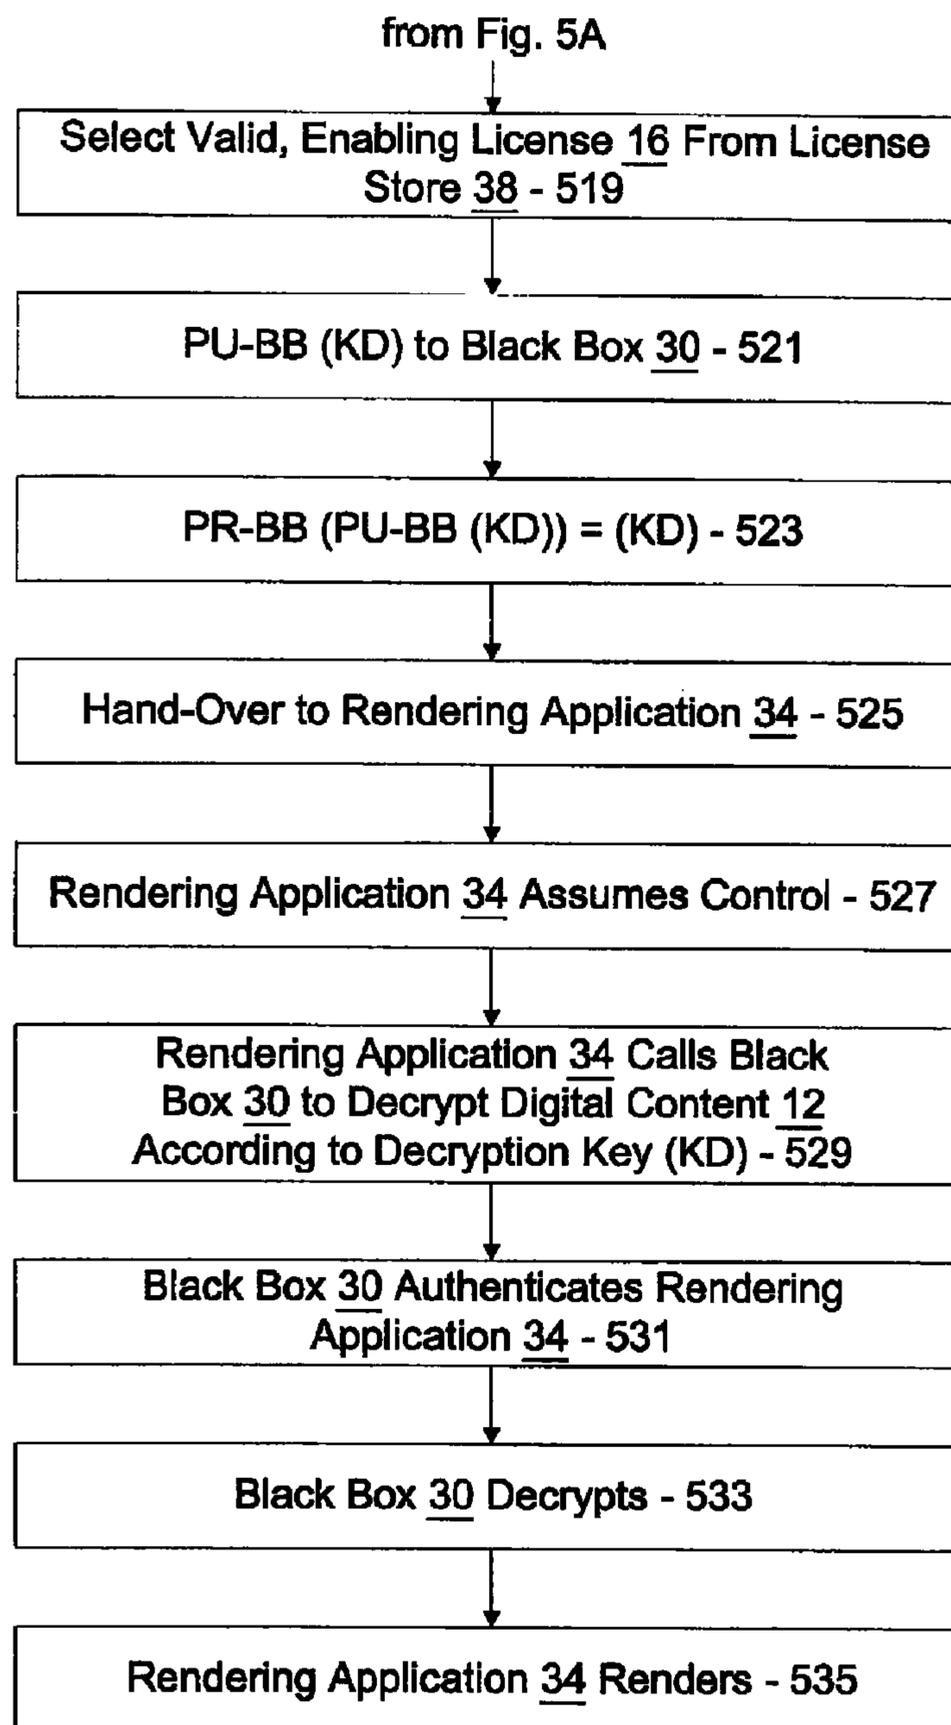 from Fig. 5A
Select Valid, Enabling License 16 From License
Store 38 - 519
PU-BB (KD) to Black Box 30 - 521
PR-BB (PU-BB (KD)) = (KD) - 523
Hand-Over to Rendering Application 34 - 525
Rendering Application 34 Assumes Control - 527
Rendering Application 34 Calls Black
Box 30 to Decrypt Digital Content 12
According to Decryption Key (KD) - 529
Black Box 30 Authenticates Rendering
Application 34 - 531
Black Box 30 Decrypts - 533
Rendering Application 34 Renders - 535